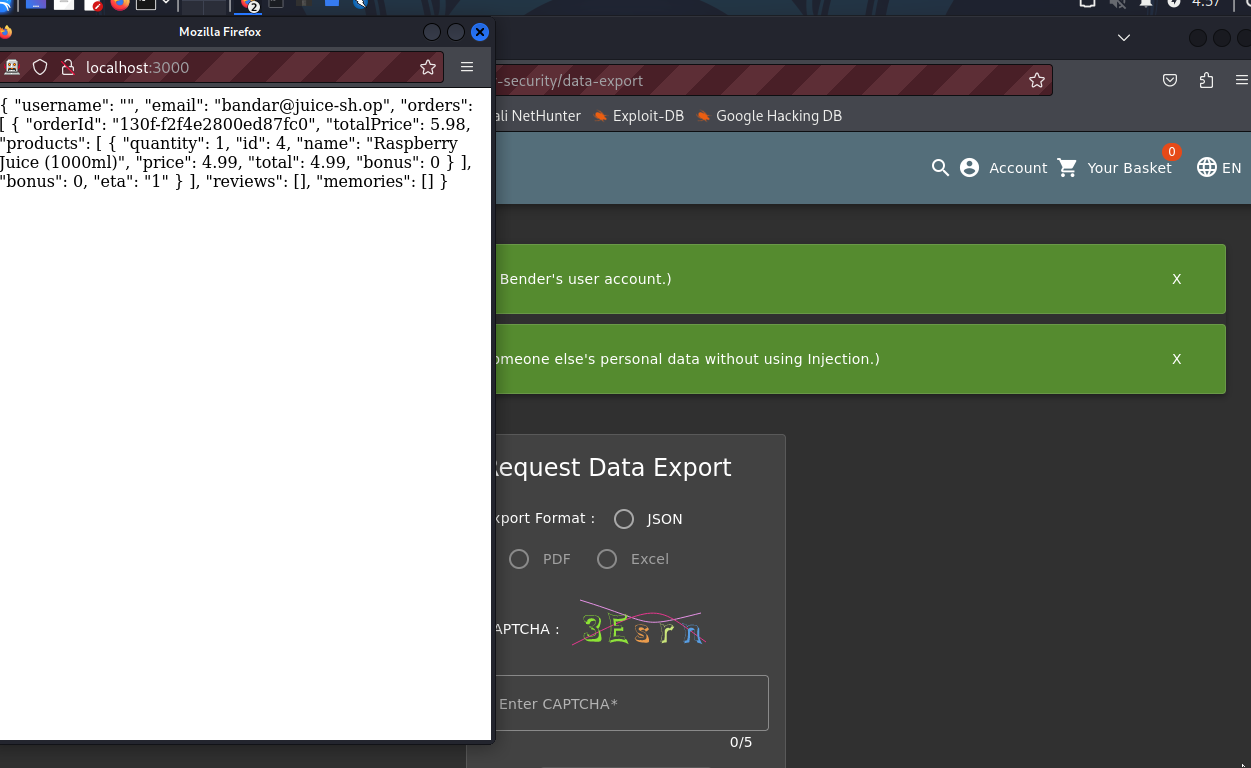 4:57
2
Mozilla Firefox
localhost:3000
{ "username": "", "email": "bandar@juice-sh.op", "orders":
[ { "orderId": "130f-f2f4e2800ed87fc0", "totalPrice": 5.98,
"products": [ { "quantity": 1, "id": 4, "name": "Raspberry
Juice (1000ml)", "price": 4.99, "total": 4.99, "bonus": 0 } ],
"bonus": 0, "eta": "1" } ], "reviews": [], "memories": [] }
-security/data-export
ali NetHunter Exploit-DB Google Hacking DB
Account Your Basket 0 EN
Bender's user account.) X
omeone else's personal data without using Injection.) X
Request Data Export
xport Format : JSON
PDF Excel
APTCHA : 3Esrn
Enter CAPTCHA*
0/5